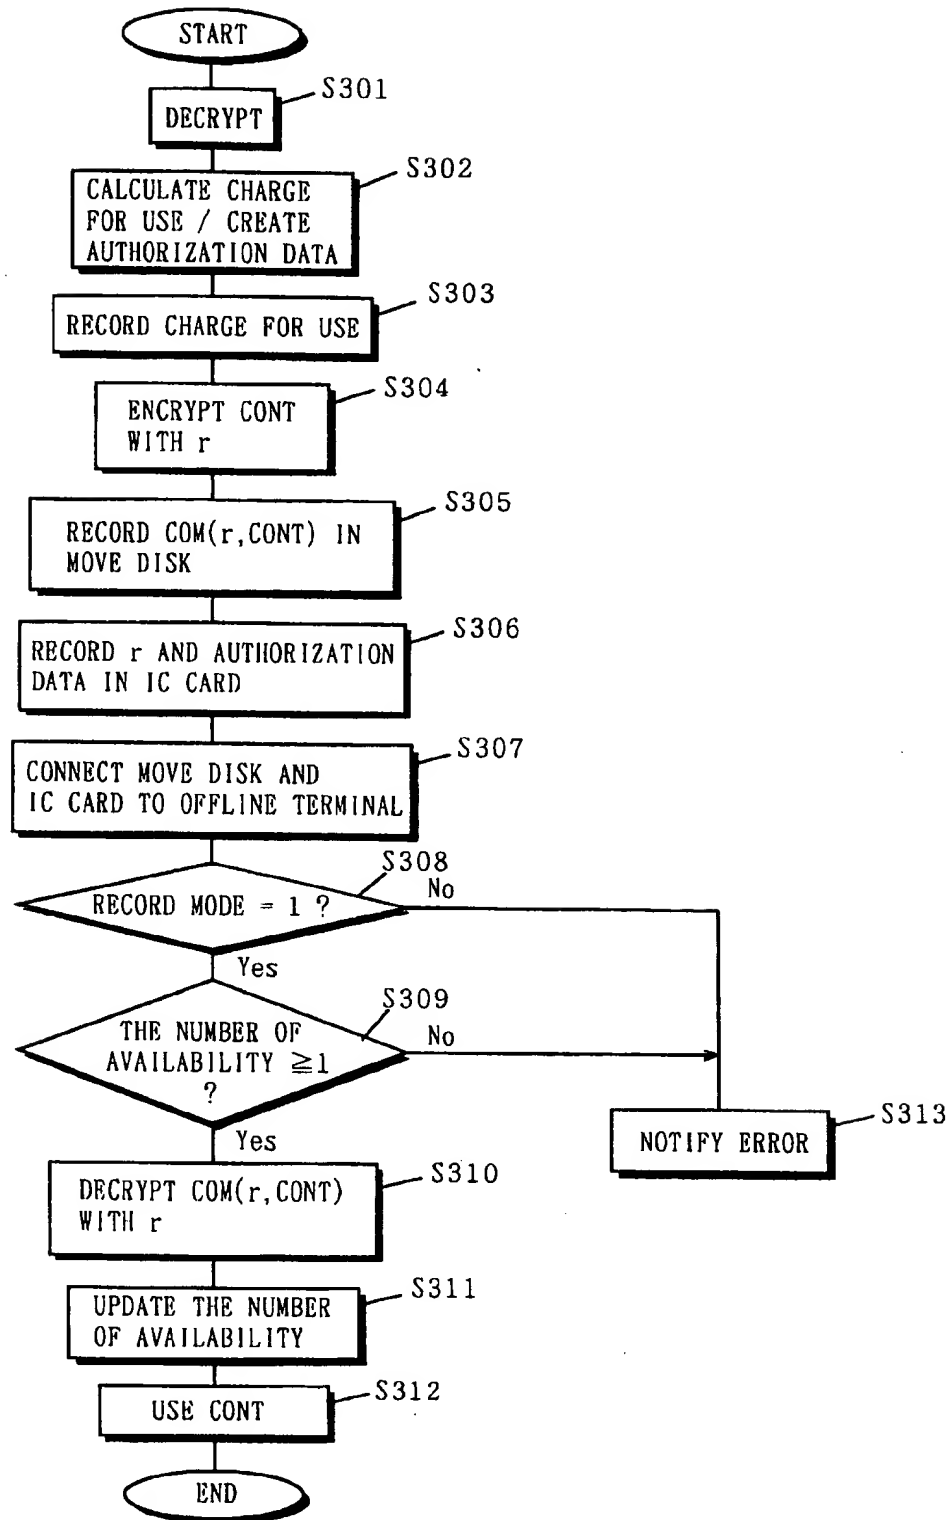 START
S301
DECRYPT
S302
CALCULATE CHARGE
FOR USE / CREATE
AUTHORIZATION DATA
S303
RECORD CHARGE FOR USE
S304
ENCRYPT CONT
WITH r
S305
RECORD COM(r,CONT) IN
MOVE DISK
S306
RECORD r AND AUTHORIZATION
DATA IN IC CARD
S307
CONNECT MOVE DISK AND
IC CARD TO OFFLINE TERMINAL
S308
RECORD MODE = 1 ?
No
Yes
S309
THE NUMBER OF
AVAILABILITY ≧1
?
No
Yes
S313
NOTIFY ERROR
S310
DECRYPT COM(r,CONT)
WITH r
S311
UPDATE THE NUMBER
OF AVAILABILITY
S312
USE CONT
END